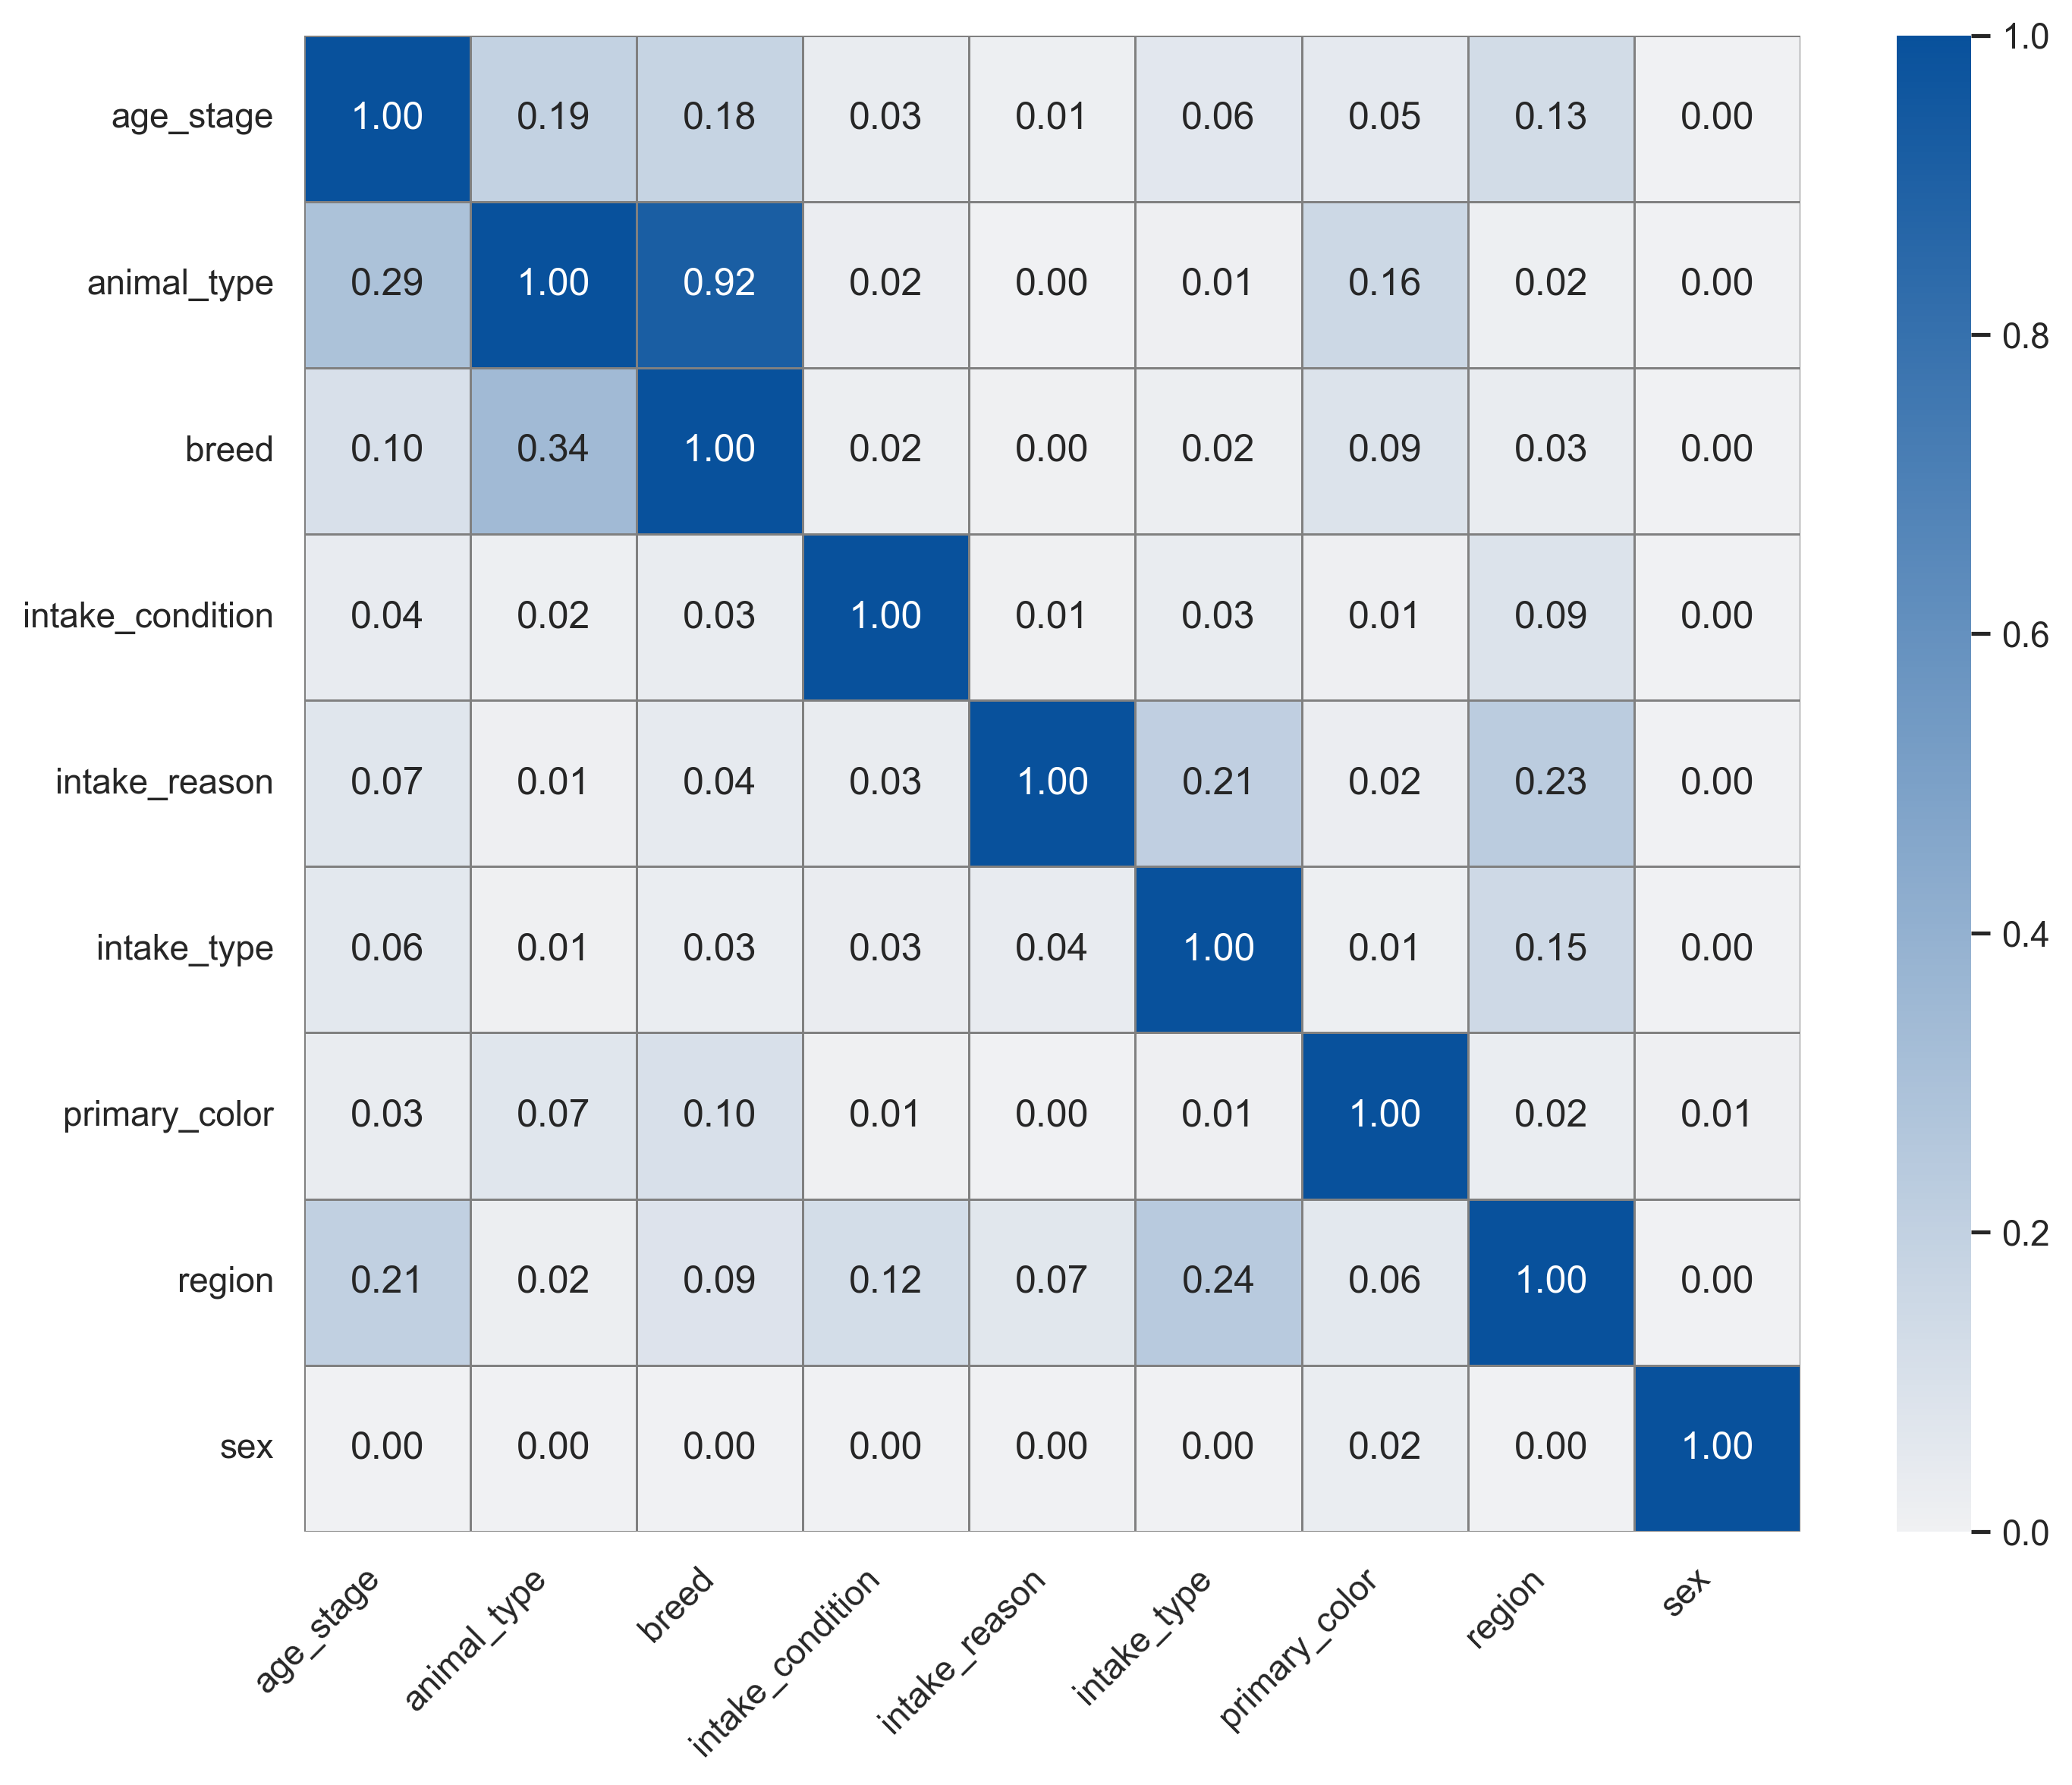 age_stage 1.00 0.19 0.18 0.03 0.01 0.06 0.05 0.13 0.00
animal_type 0.29 1.00 0.92 0.02 0.00 0.01 0.16 0.02 0.00
breed 0.10 0.34 1.00 0.02 0.00 0.02 0.09 0.03 0.00
intake_condition 0.04 0.02 0.03 1.00 0.01 0.03 0.01 0.09 0.00
intake_reason 0.07 0.01 0.04 0.03 1.00 0.21 0.02 0.23 0.00
intake_type 0.06 0.01 0.03 0.03 0.04 1.00 0.01 0.15 0.00
primary_color 0.03 0.07 0.10 0.01 0.00 0.01 1.00 0.02 0.01
region 0.21 0.02 0.09 0.12 0.07 0.24 0.06 1.00 0.00
sex 0.00 0.00 0.00 0.00 0.00 0.00 0.02 0.00 1.00
age_stage animal_type breed intake_condition intake_reason intake_type primary_color region sex
1.0
0.8
0.6
0.4
0.2
0.0